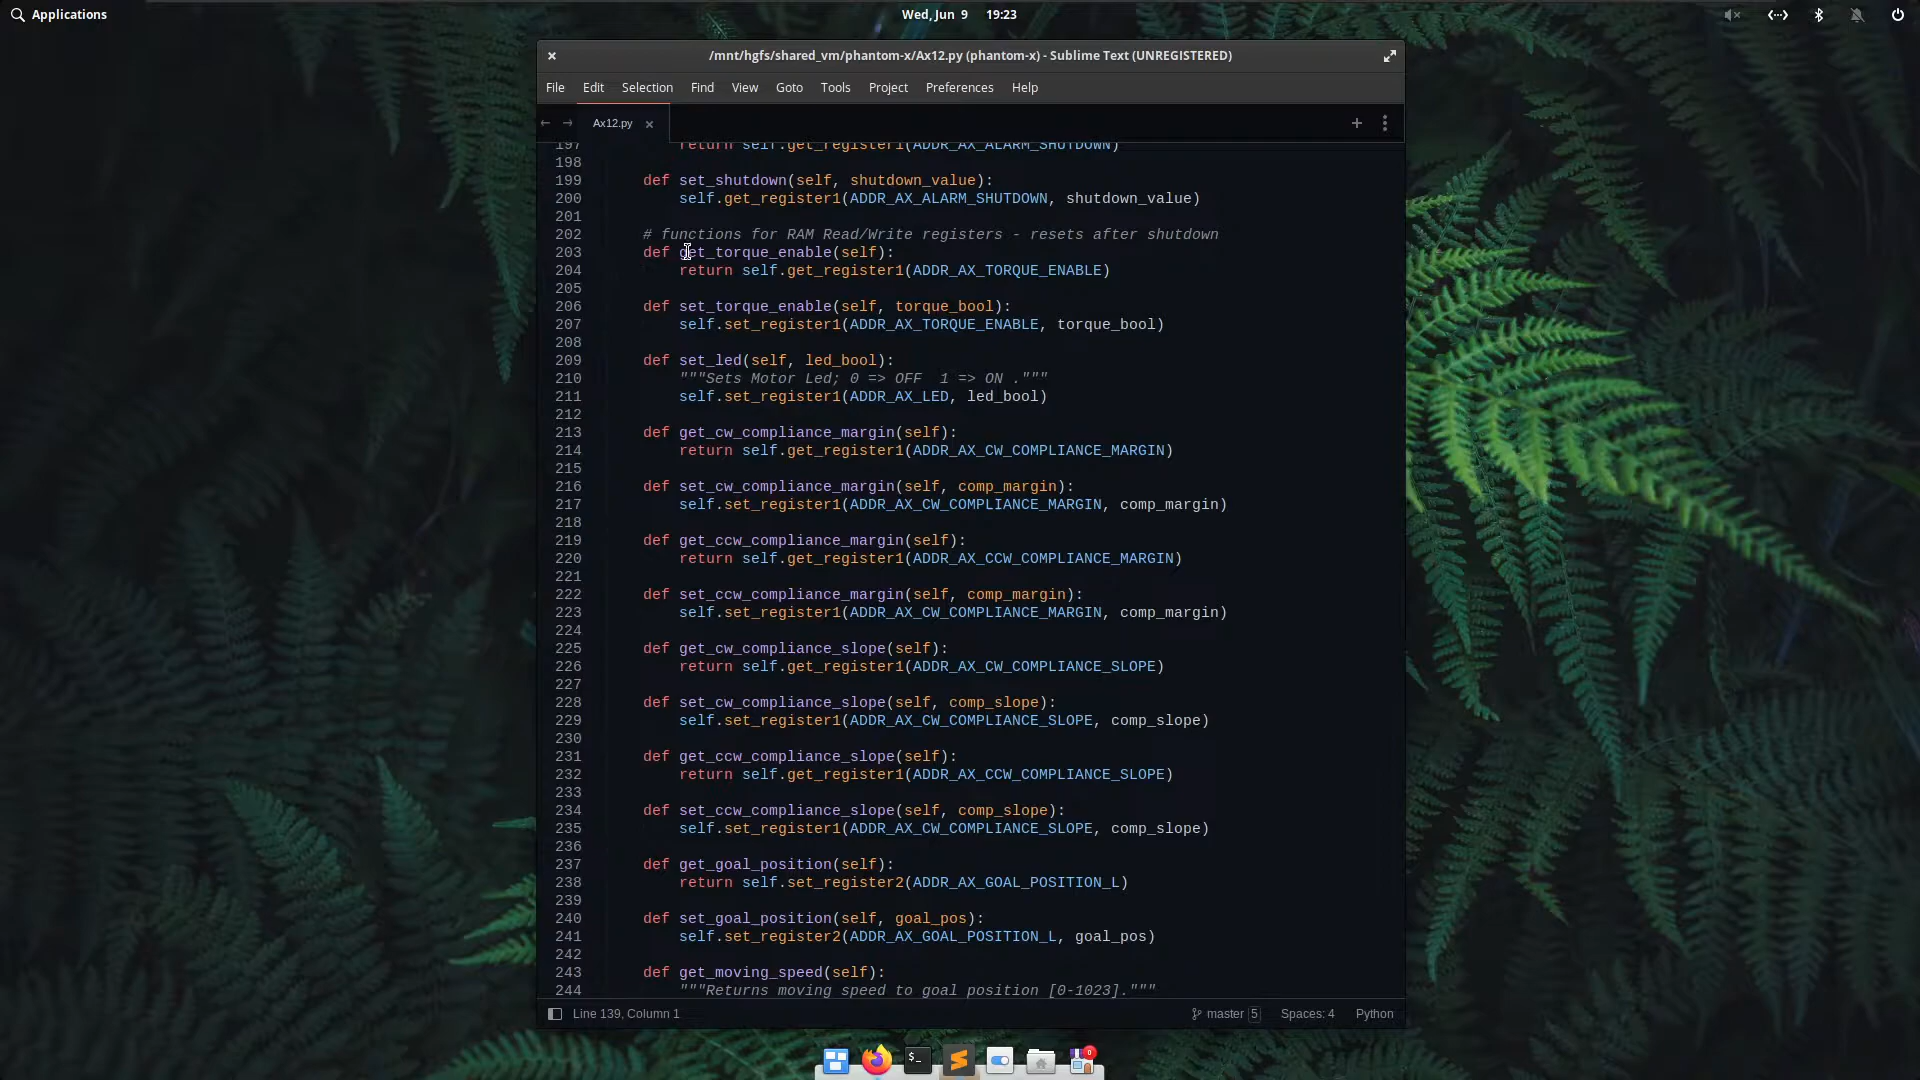 Applications
Wed, Jun 9 19:23
/mnt/hgfs/shared_vm/phantom-x/Ax12.py (phantom-x) - Sublime Text (UNREGISTERED)
File Edit Selection Find View Goto Tools Project Preferences Help
Ax12.py
197         return self.get_register1(ADDR_AX_ALARM_SHUTDOWN)
198
199     def set_shutdown(self, shutdown_value):
200         self.get_register1(ADDR_AX_ALARM_SHUTDOWN, shutdown_value)
201
202     # functions for RAM Read/Write registers - resets after shutdown
203     def get_torque_enable(self):
204         return self.get_register1(ADDR_AX_TORQUE_ENABLE)
205
206     def set_torque_enable(self, torque_bool):
207         self.set_register1(ADDR_AX_TORQUE_ENABLE, torque_bool)
208
209     def set_led(self, led_bool):
210         """Sets Motor Led; 0 => OFF  1 => ON ."""
211         self.set_register1(ADDR_AX_LED, led_bool)
212
213     def get_cw_compliance_margin(self):
214         return self.get_register1(ADDR_AX_CW_COMPLIANCE_MARGIN)
215
216     def set_cw_compliance_margin(self, comp_margin):
217         self.set_register1(ADDR_AX_CW_COMPLIANCE_MARGIN, comp_margin)
218
219     def get_ccw_compliance_margin(self):
220         return self.get_register1(ADDR_AX_CCW_COMPLIANCE_MARGIN)
221
222     def set_ccw_compliance_margin(self, comp_margin):
223         self.set_register1(ADDR_AX_CW_COMPLIANCE_MARGIN, comp_margin)
224
225     def get_cw_compliance_slope(self):
226         return self.get_register1(ADDR_AX_CW_COMPLIANCE_SLOPE)
227
228     def set_cw_compliance_slope(self, comp_slope):
229         self.set_register1(ADDR_AX_CW_COMPLIANCE_SLOPE, comp_slope)
230
231     def get_ccw_compliance_slope(self):
232         return self.get_register1(ADDR_AX_CCW_COMPLIANCE_SLOPE)
233
234     def set_ccw_compliance_slope(self, comp_slope):
235         self.set_register1(ADDR_AX_CW_COMPLIANCE_SLOPE, comp_slope)
236
237     def get_goal_position(self):
238         return self.set_register2(ADDR_AX_GOAL_POSITION_L)
239
240     def set_goal_position(self, goal_pos):
241         self.set_register2(ADDR_AX_GOAL_POSITION_L, goal_pos)
242
243     def get_moving_speed(self):
244         """Returns moving speed to goal position [0-1023]."""
Line 139, Column 1 master 5 Spaces: 4 Python
$_
0